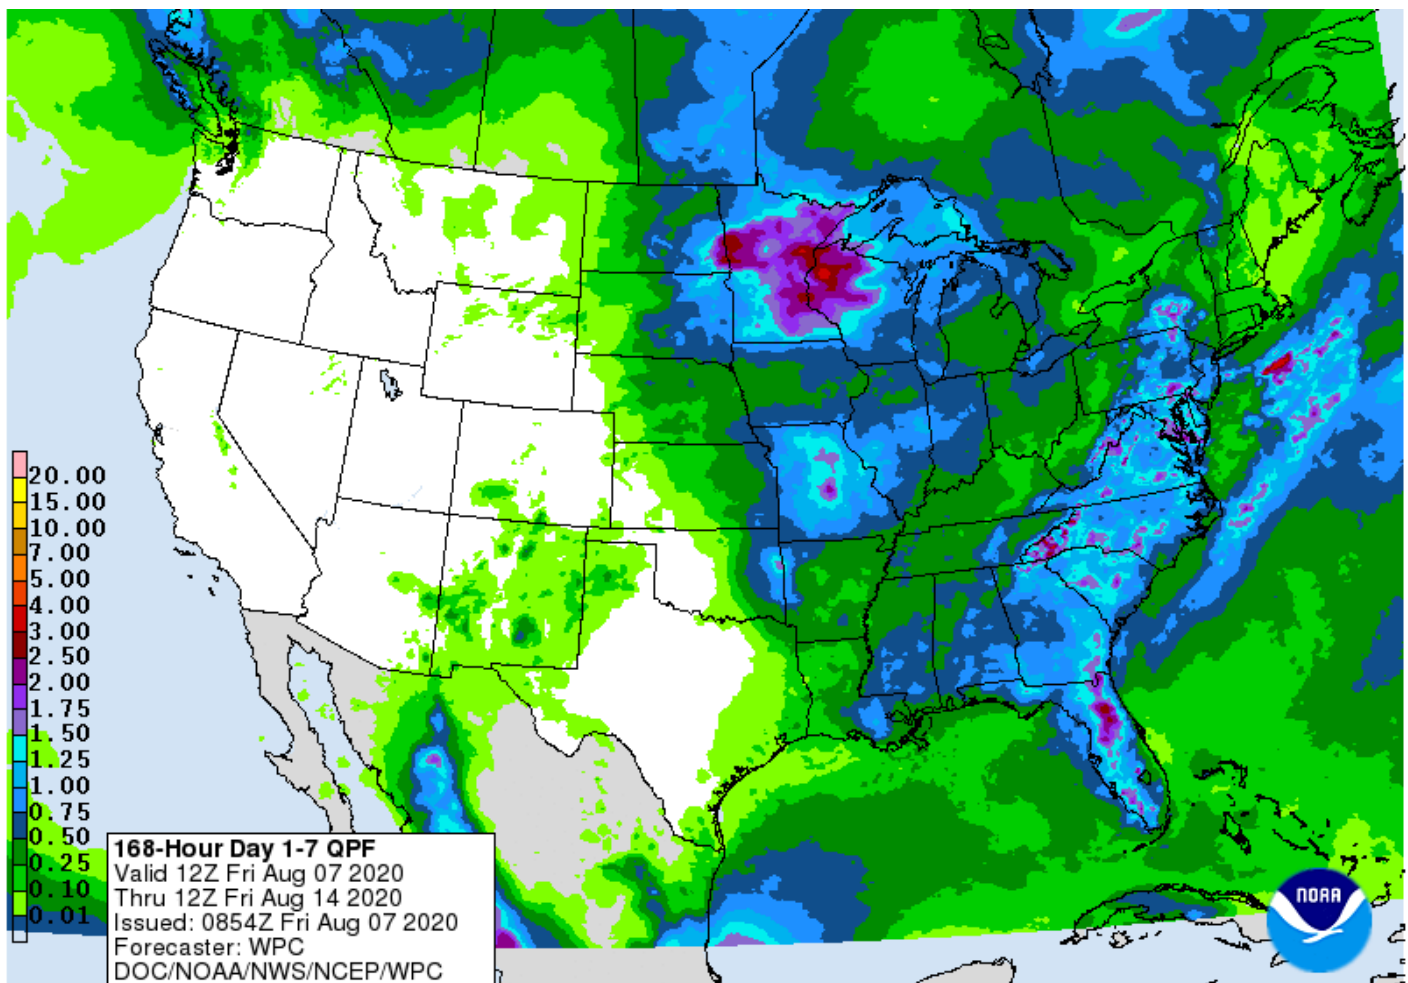 20.00
15.00
10.00
7.00
5.00
4.00
3.00
2.50
2.00
1.75
1.50
1.25
1.00
0.75
0.50
0.25
0.10
0.01
168-Hour Day 1-7 QPF
Valid 12Z Fri Aug 07 2020
Thru 12Z Fri Aug 14 2020
Issued: 0854Z Fri Aug 07 2020
Forecaster: WPC
DOC/NOAA/NWS/NCEP/WPC
NOAA